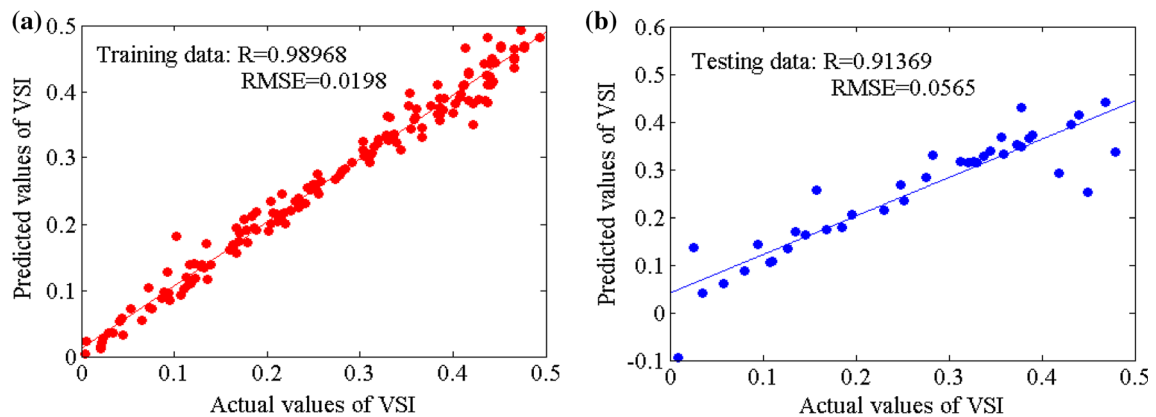 (a)
Training data: R=0.98968
RMSE=0.0198
Predicted values of VSI
0.5
0.4
0.3
0.2
0.1
0
0
0.1
0.2
0.3
0.4
0.5
Actual values of VSI
(b)
Testing data: R=0.91369
RMSE=0.0565
Predicted values of VSI
0.6
0.5
0.4
0.3
0.2
0.1
0
-0.1
0
0.1
0.2
0.3
0.4
0.5
Actual values of VSI